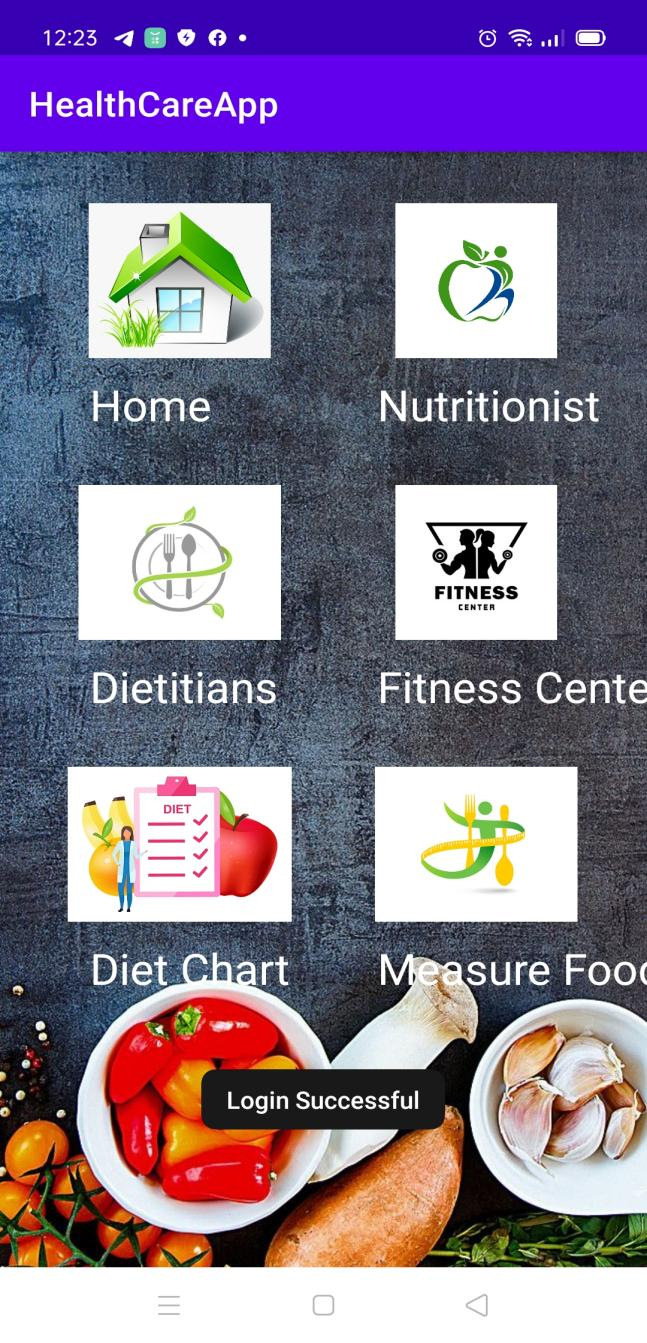 12:23
HealthCareApp
Home
Nutritionist
FITNESS
CENTER
Dietitians
Fitness Cente
DIET
Diet Chart
Measure Food
Login Successful